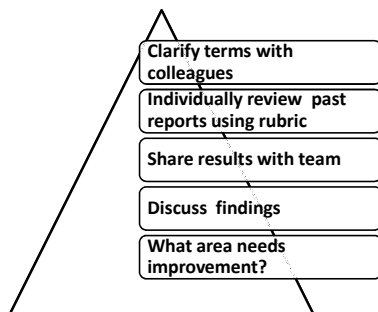 Clarify terms with
colleagues
Individually review past
reports using rubric
Share results with team
Discuss findings
What area needs
improvement?